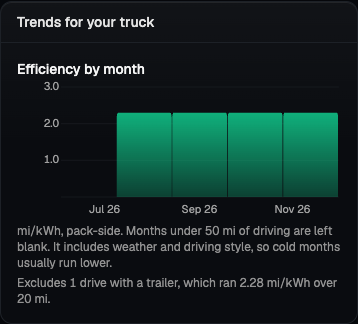 Trends for your truck
Efficiency by month
3.0
2.0
1.0
Jul 26 Sep 26 Nov 26
mi/kWh, pack-side. Months under 50 mi of driving are left
blank. It includes weather and driving style, so cold months
usually run lower.
Excludes 1 drive with a trailer, which ran 2.28 mi/kWh over
20 mi.